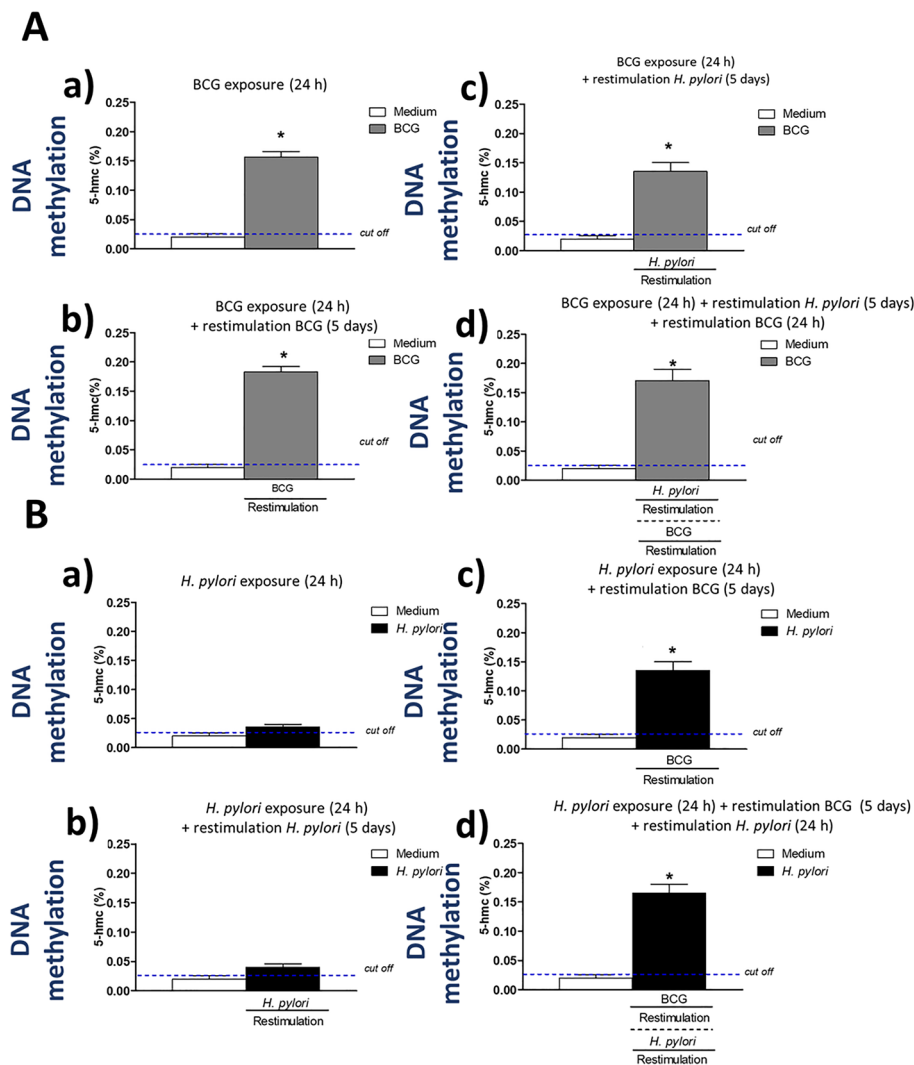 A
a)
BCG exposure (24 h)
DNA
methylation
5-hmc (%)
0.25
0.20
0.15
0.10
0.05
0.00
*
Medium
BCG
cut off
c)
BCG exposure (24 h)
+ restimulation H. pylori (5 days)
DNA
methylation
5-hmc (%)
0.25
0.20
0.15
0.10
0.05
0.00
*
Medium
BCG
cut off
H. pylori
Restimulation
b)
BCG exposure (24 h)
+ restimulation BCG (5 days)
DNA
methylation
5-hmc(%)
0.25
0.20
0.15
0.10
0.05
0.00
*
Medium
BCG
cut off
BCG
Restimulation
d)
BCG exposure (24 h) + restimulation H. pylori (5 days)
+ restimulation BCG (24 h)
DNA
methylation
5-hmc (%)
0.25
0.20
0.15
0.10
0.05
0.00
*
Medium
BCG
cut off
H. pylori
Restimulation
BCG
Restimulation
B
a)
H. pylori exposure (24 h)
DNA
methylation
5-hmc (%)
0.25
0.20
0.15
0.10
0.05
0.00
Medium
H. pylori
cut off
c)
H. pylori exposure (24 h)
+ restimulation BCG (5 days)
DNA
methylation
5-hmc (%)
0.25
0.20
0.15
0.10
0.05
0.00
*
Medium
H. pylori
cut off
BCG
Restimulation
b)
H. pylori exposure (24 h)
+ restimulation H. pylori (5 days)
DNA
methylation
5-hmc (%)
0.25
0.20
0.15
0.10
0.05
0.00
Medium
H. pylori
cut off
H. pylori
Restimulation
d)
H. pylori exposure (24 h) + restimulation BCG (5 days)
+ restimulation H. pylori (24 h)
DNA
methylation
5-hmc (%)
0.25
0.20
0.15
0.10
0.05
0.00
*
Medium
H. pylori
cut off
BCG
Restimulation
H. pylori
Restimulation